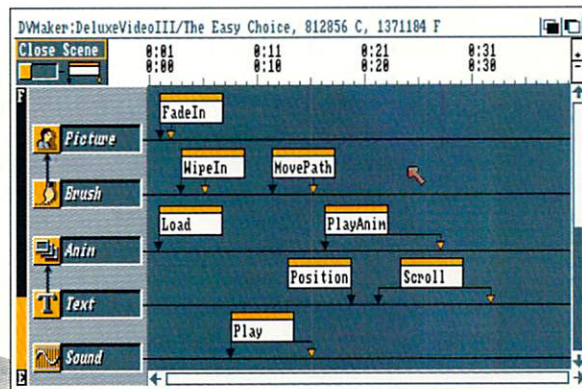 DVMaker:DeluxeVideoIII/The Easy Choice, 812856 C, 1371184 F
Close Scene
0:01 0:11 0:21 0:31
0:00 0:10 0:20 0:30
F
FadeIn
Picture
WipeIn MovePath
Brush
Load PlayAnim
Anim
Position Scroll
Text
Play
Sound
E